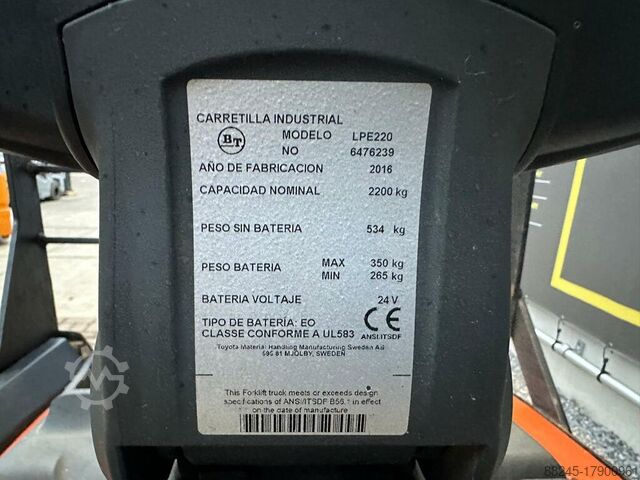 CARRETILLA INDUSTRIAL
BT MODELO LPE220
NO 6476239
AÑO DE FABRICACION 2016
CAPACIDAD NOMINAL 2200 kg
PESO SIN BATERIA 534 kg
PESO BATERIA MAX 350 kg
MIN 265 kg
BATERIA VOLTAJE 24 V
TIPO DE BATERÍA: EO
CLASSE CONFORME A UL583
CE
ANSI.ITSDF
Toyota Material Handling Manufacturing Sweden AB
595 81 MJÖLBY, SWEDEN
This Forklift truck meets or exceeds design
specifications of ANSI/ITSDF B56.1 in effect
on the date of manufacture
88245-17900961